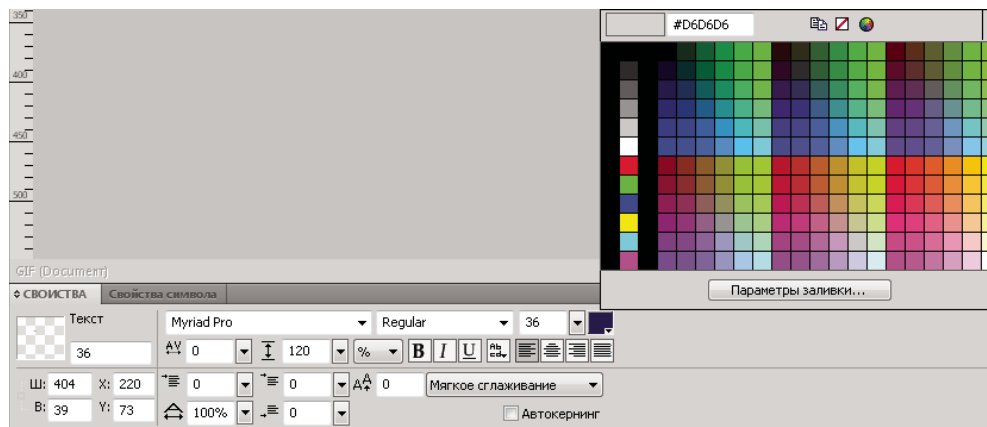 350
#D6D6D6
400
450
500
GIF (Документ)
Параметры заливки...
СВОЙСТВА Свойства символа
Текст Myriad Pro Regular 36
36 0 120 % B I U
Ш: 404 X: 220 0 0 0 Мягкое сглаживание
В: 39 Y: 73 100% 0 Автокернинг